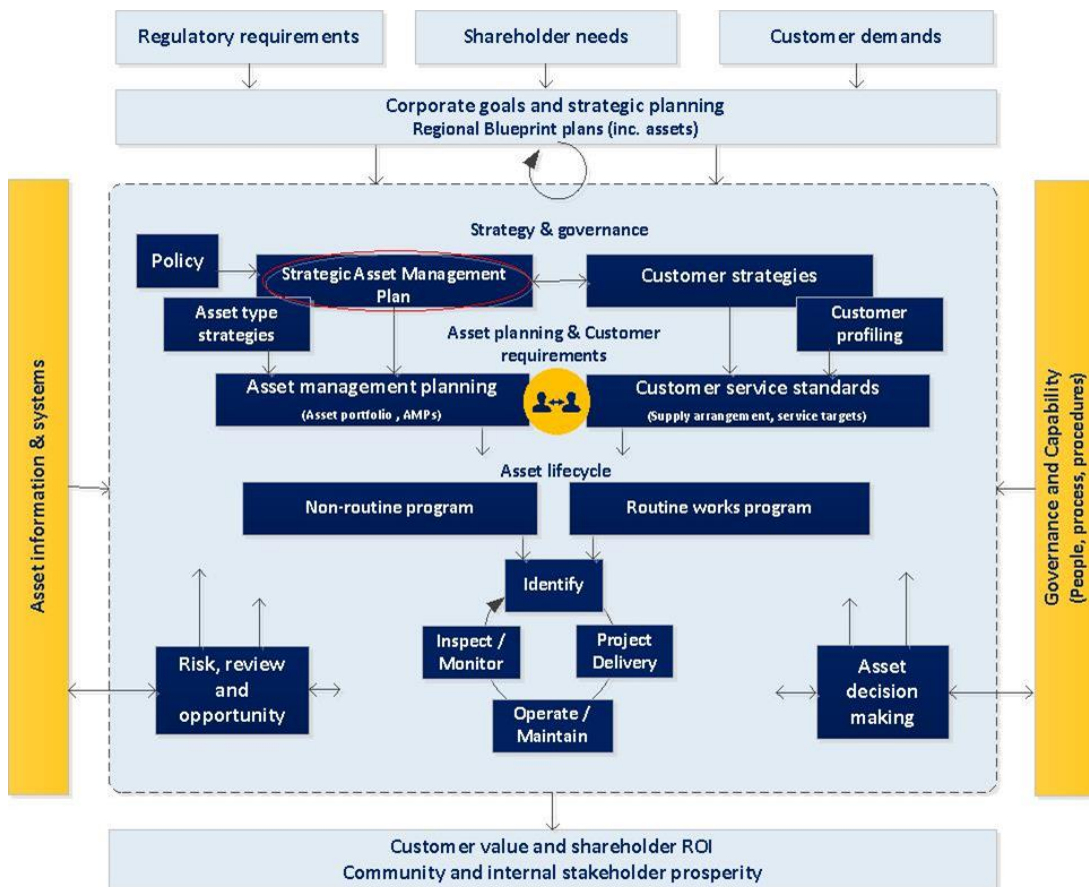 Regulatory requirements
Shareholder needs
Customer demands
Corporate goals and strategic planning
Regional Blueprint plans (inc. assets)
Asset information & systems
Governance and Capability
(People, process, procedures)
Strategy & governance
Policy
Strategic Asset Management
Plan
Customer strategies
Asset type
strategies
Customer
profiling
Asset planning & Customer
requirements
Asset management planning
(Asset portfolio , AMPs)
Customer service standards
(Supply arrangement, service targets)
Asset lifecycle
Non-routine program
Routine works program
Identify
Inspect /
Monitor
Project
Delivery
Operate /
Maintain
Risk, review
and
opportunity
Asset
decision
making
Customer value and shareholder ROI
Community and internal stakeholder prosperity